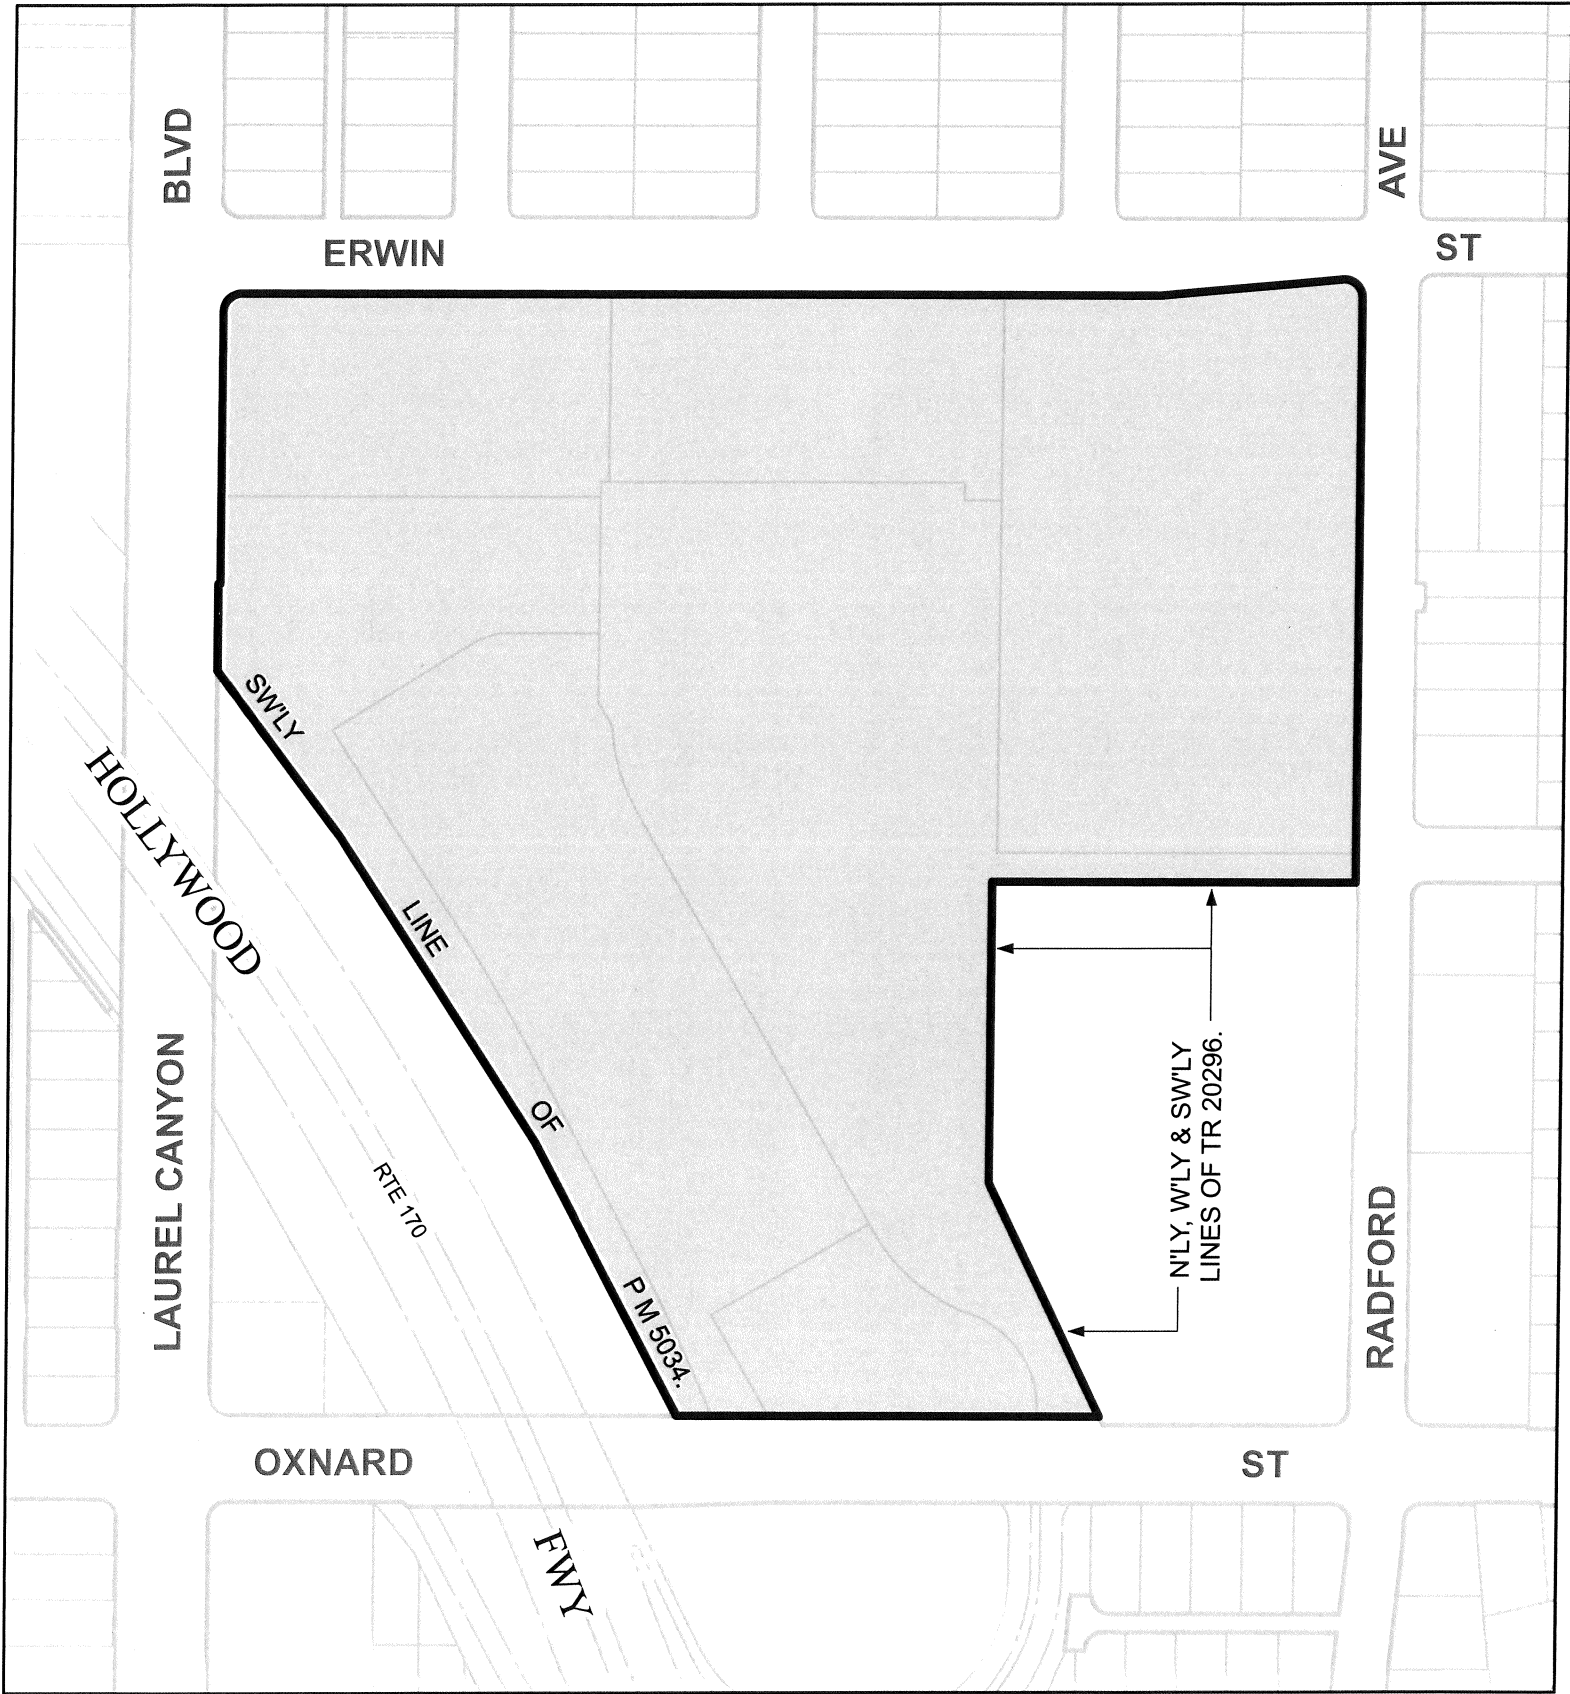 BLVD
AVE
ERWIN
ST
SW'LY
LINE
OF
P M 5034.
HOLLYWOOD
FWY
RTE 170
LAUREL CANYON
N'LY, W'LY & SW'LY
LINES OF TR 20296.
RADFORD
OXNARD
ST